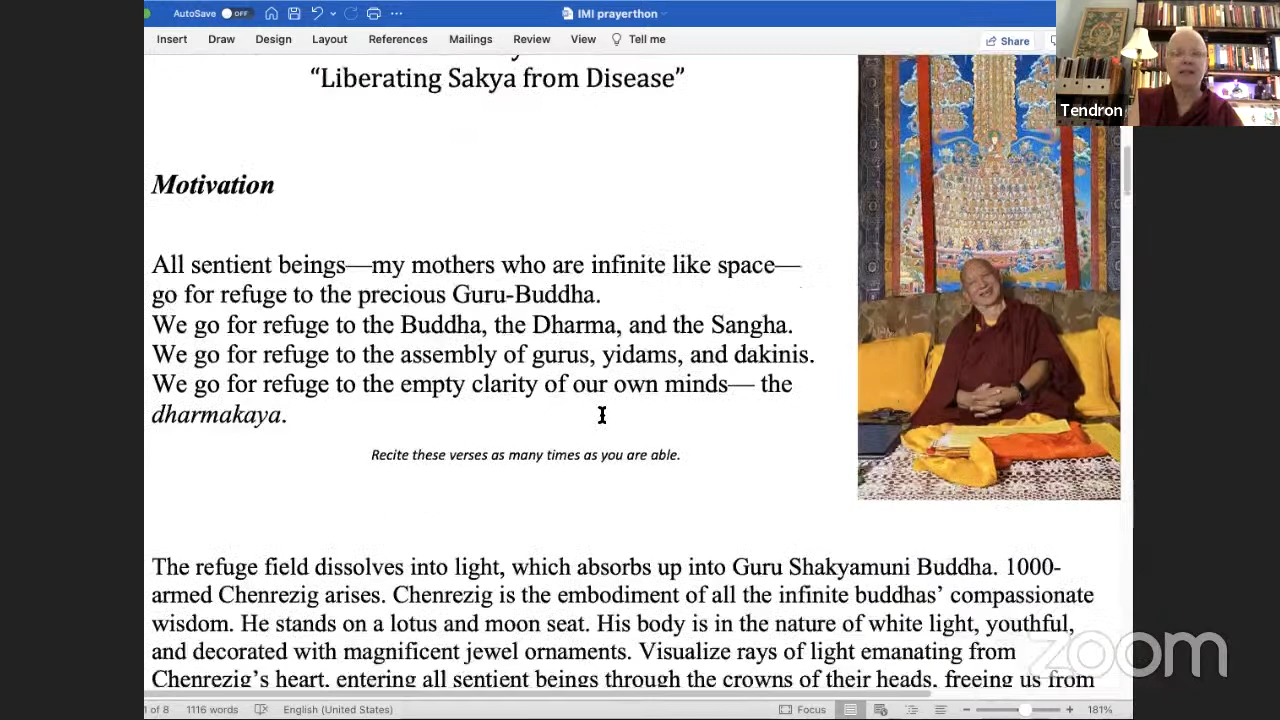 AutoSave OFF
IMI prayerthon
Insert Draw Design Layout References Mailings Review View Tell me
Share
Tendron
“Liberating Sakya from Disease”
Motivation
All sentient beings—my mothers who are infinite like space—
go for refuge to the precious Guru-Buddha.
We go for refuge to the Buddha, the Dharma, and the Sangha.
We go for refuge to the assembly of gurus, yidams, and dakinis.
We go for refuge to the empty clarity of our own minds— the
dharmakaya.
Recite these verses as many times as you are able.
The refuge field dissolves into light, which absorbs up into Guru Shakyamuni Buddha. 1000-
armed Chenrezig arises. Chenrezig is the embodiment of all the infinite buddhas’ compassionate
wisdom. He stands on a lotus and moon seat. His body is in the nature of white light, youthful,
and decorated with magnificent jewel ornaments. Visualize rays of light emanating from
Chenrezig’s heart, entering all sentient beings through the crowns of their heads, freeing us from
zoom
1 of 8 1116 words English (United States) Focus 181%